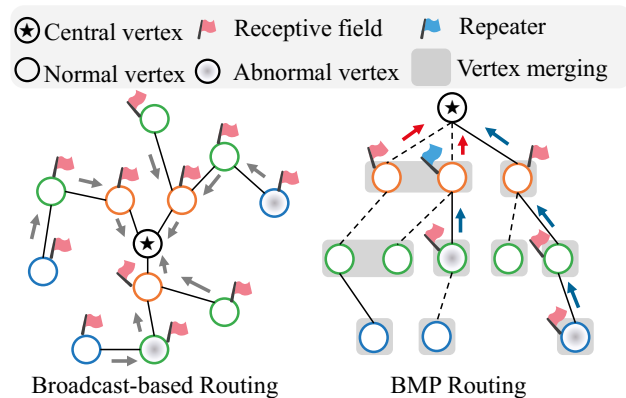 Central vertex Receptive field Repeater
Normal vertex Abnormal vertex Vertex merging
Broadcast-based Routing BMP Routing